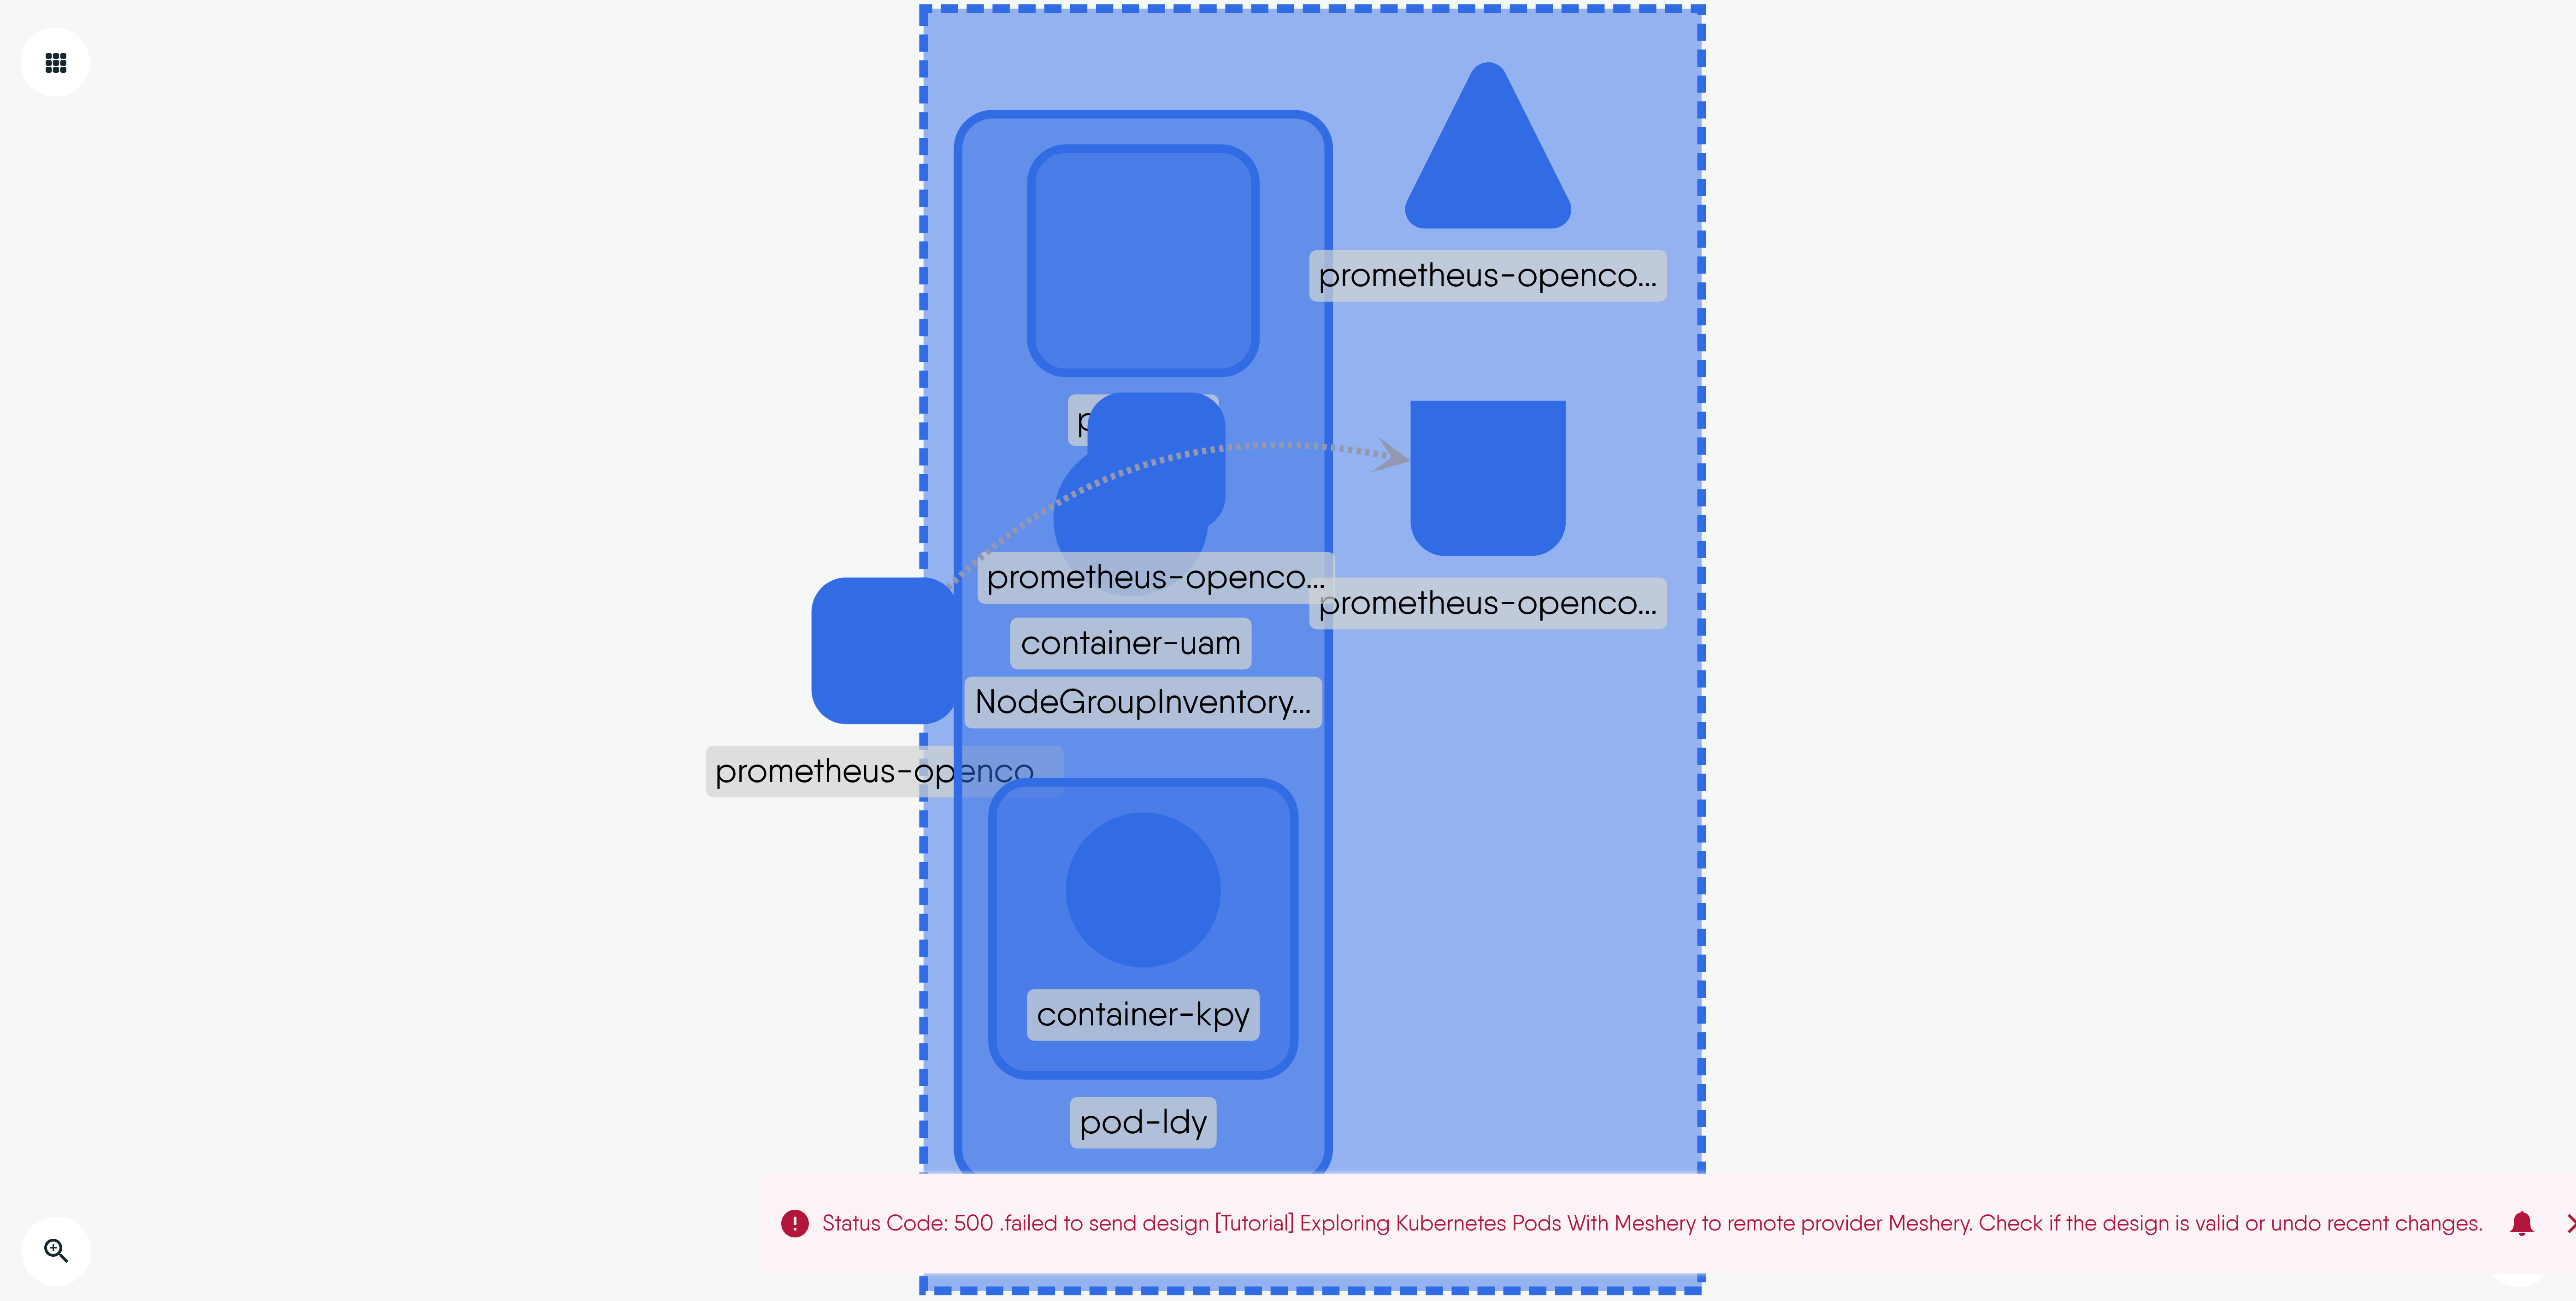 prometheus-openco...
prometheus-openco...
prometheus-openco...
container-uam
NodeGroupInventory...
prometheus-openco
container-kpy
pod-ldy
Status Code: 500 .failed to send design [Tutorial] Exploring Kubernetes Pods With Meshery to remote provider Meshery. Check if the design is valid or undo recent changes.